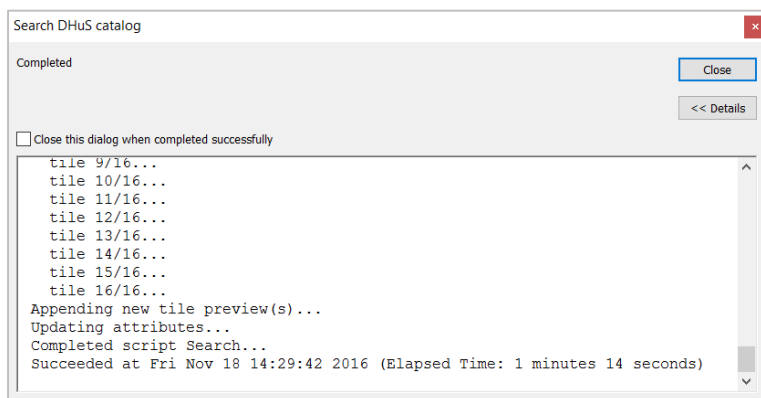 Search DHuS catalog
Completed
Close
<< Details
Close this dialog when completed successfully
tile 9/16...
tile 10/16...
tile 11/16...
tile 12/16...
tile 13/16...
tile 14/16...
tile 15/16...
tile 16/16...
Appending new tile preview(s)...
Updating attributes...
Completed script Search...
Succeeded at Fri Nov 18 14:29:42 2016 (Elapsed Time: 1 minutes 14 seconds)